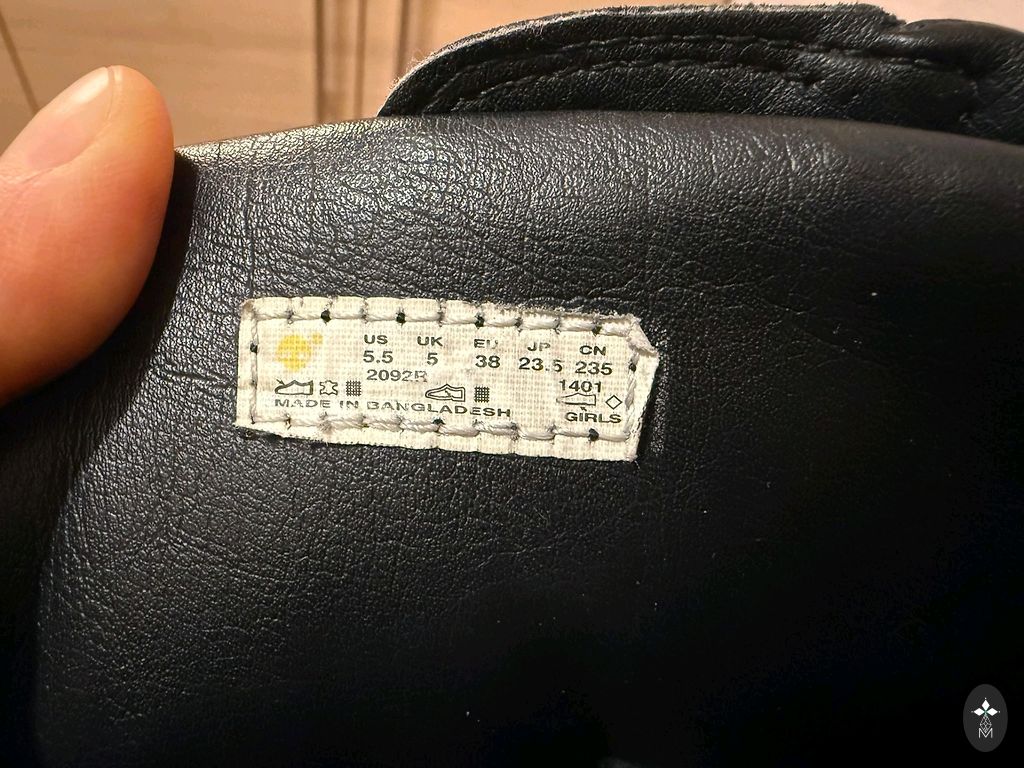 US UK EU JP CN
5.5 5 38 23.5 235
2092R 1401
MADE IN BANGLADESH GIRLS
M